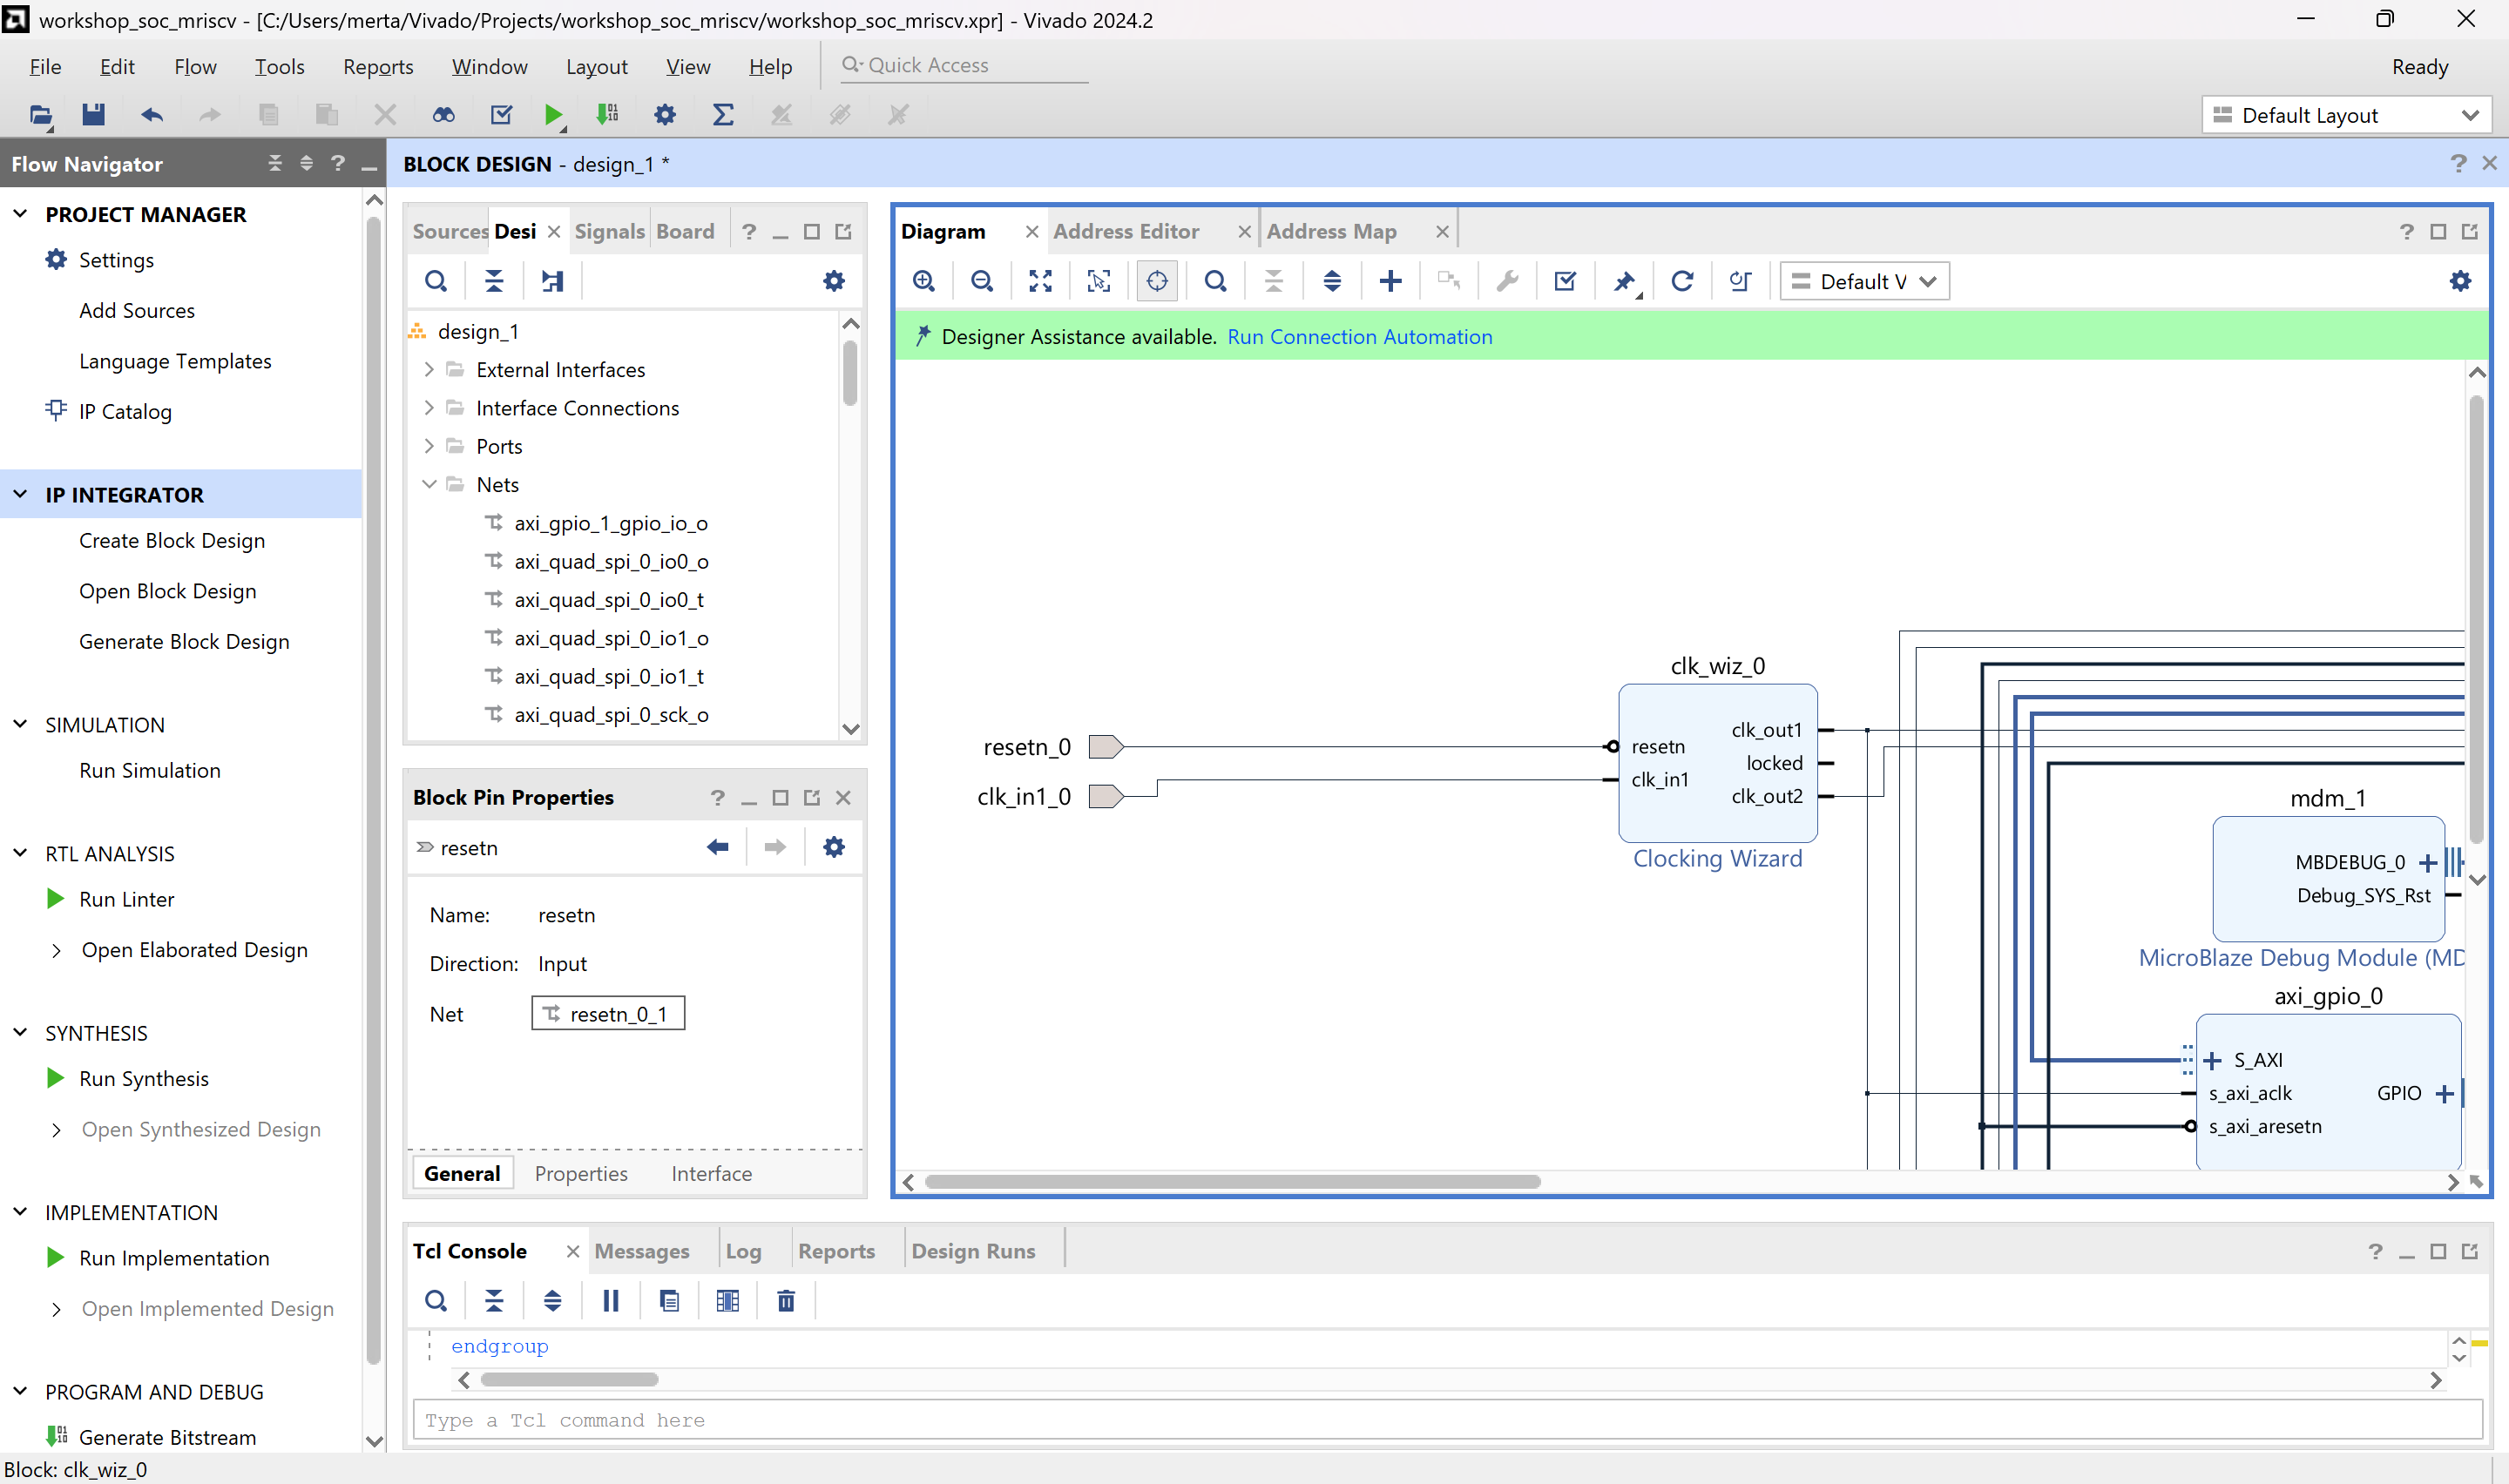 workshop_soc_mriscv - [C:/Users/merta/Vivado/Projects/workshop_soc_mriscv/workshop_soc_mriscv.xpr] - Vivado 2024.2
File Edit Flow Tools Reports Window Layout View Help Quick Access Ready
Default Layout
Flow Navigator
PROJECT MANAGER
Settings
Add Sources
Language Templates
IP Catalog
IP INTEGRATOR
Create Block Design
Open Block Design
Generate Block Design
SIMULATION
Run Simulation
RTL ANALYSIS
Run Linter
Open Elaborated Design
SYNTHESIS
Run Synthesis
Open Synthesized Design
IMPLEMENTATION
Run Implementation
Open Implemented Design
PROGRAM AND DEBUG
Generate Bitstream
BLOCK DESIGN - design_1 *
Sources Desi Signals Board
design_1
External Interfaces
Interface Connections
Ports
Nets
axi_gpio_1_gpio_io_o
axi_quad_spi_0_io0_o
axi_quad_spi_0_io0_t
axi_quad_spi_0_io1_o
axi_quad_spi_0_io1_t
axi_quad_spi_0_sck_o
Block Pin Properties
resetn
Name: resetn
Direction: Input
Net resetn_0_1
General Properties Interface
Diagram Address Editor Address Map
Default V
Designer Assistance available. Run Connection Automation
resetn_0
clk_in1_0
clk_wiz_0
resetn
clk_in1
clk_out1
locked
clk_out2
Clocking Wizard
mdm_1
MBDEBUG_0
Debug_SYS_Rst
MicroBlaze Debug Module (MD
axi_gpio_0
S_AXI
s_axi_aclk
s_axi_aresetn
GPIO
Tcl Console Messages Log Reports Design Runs
endgroup
Type a Tcl command here
Block: clk_wiz_0